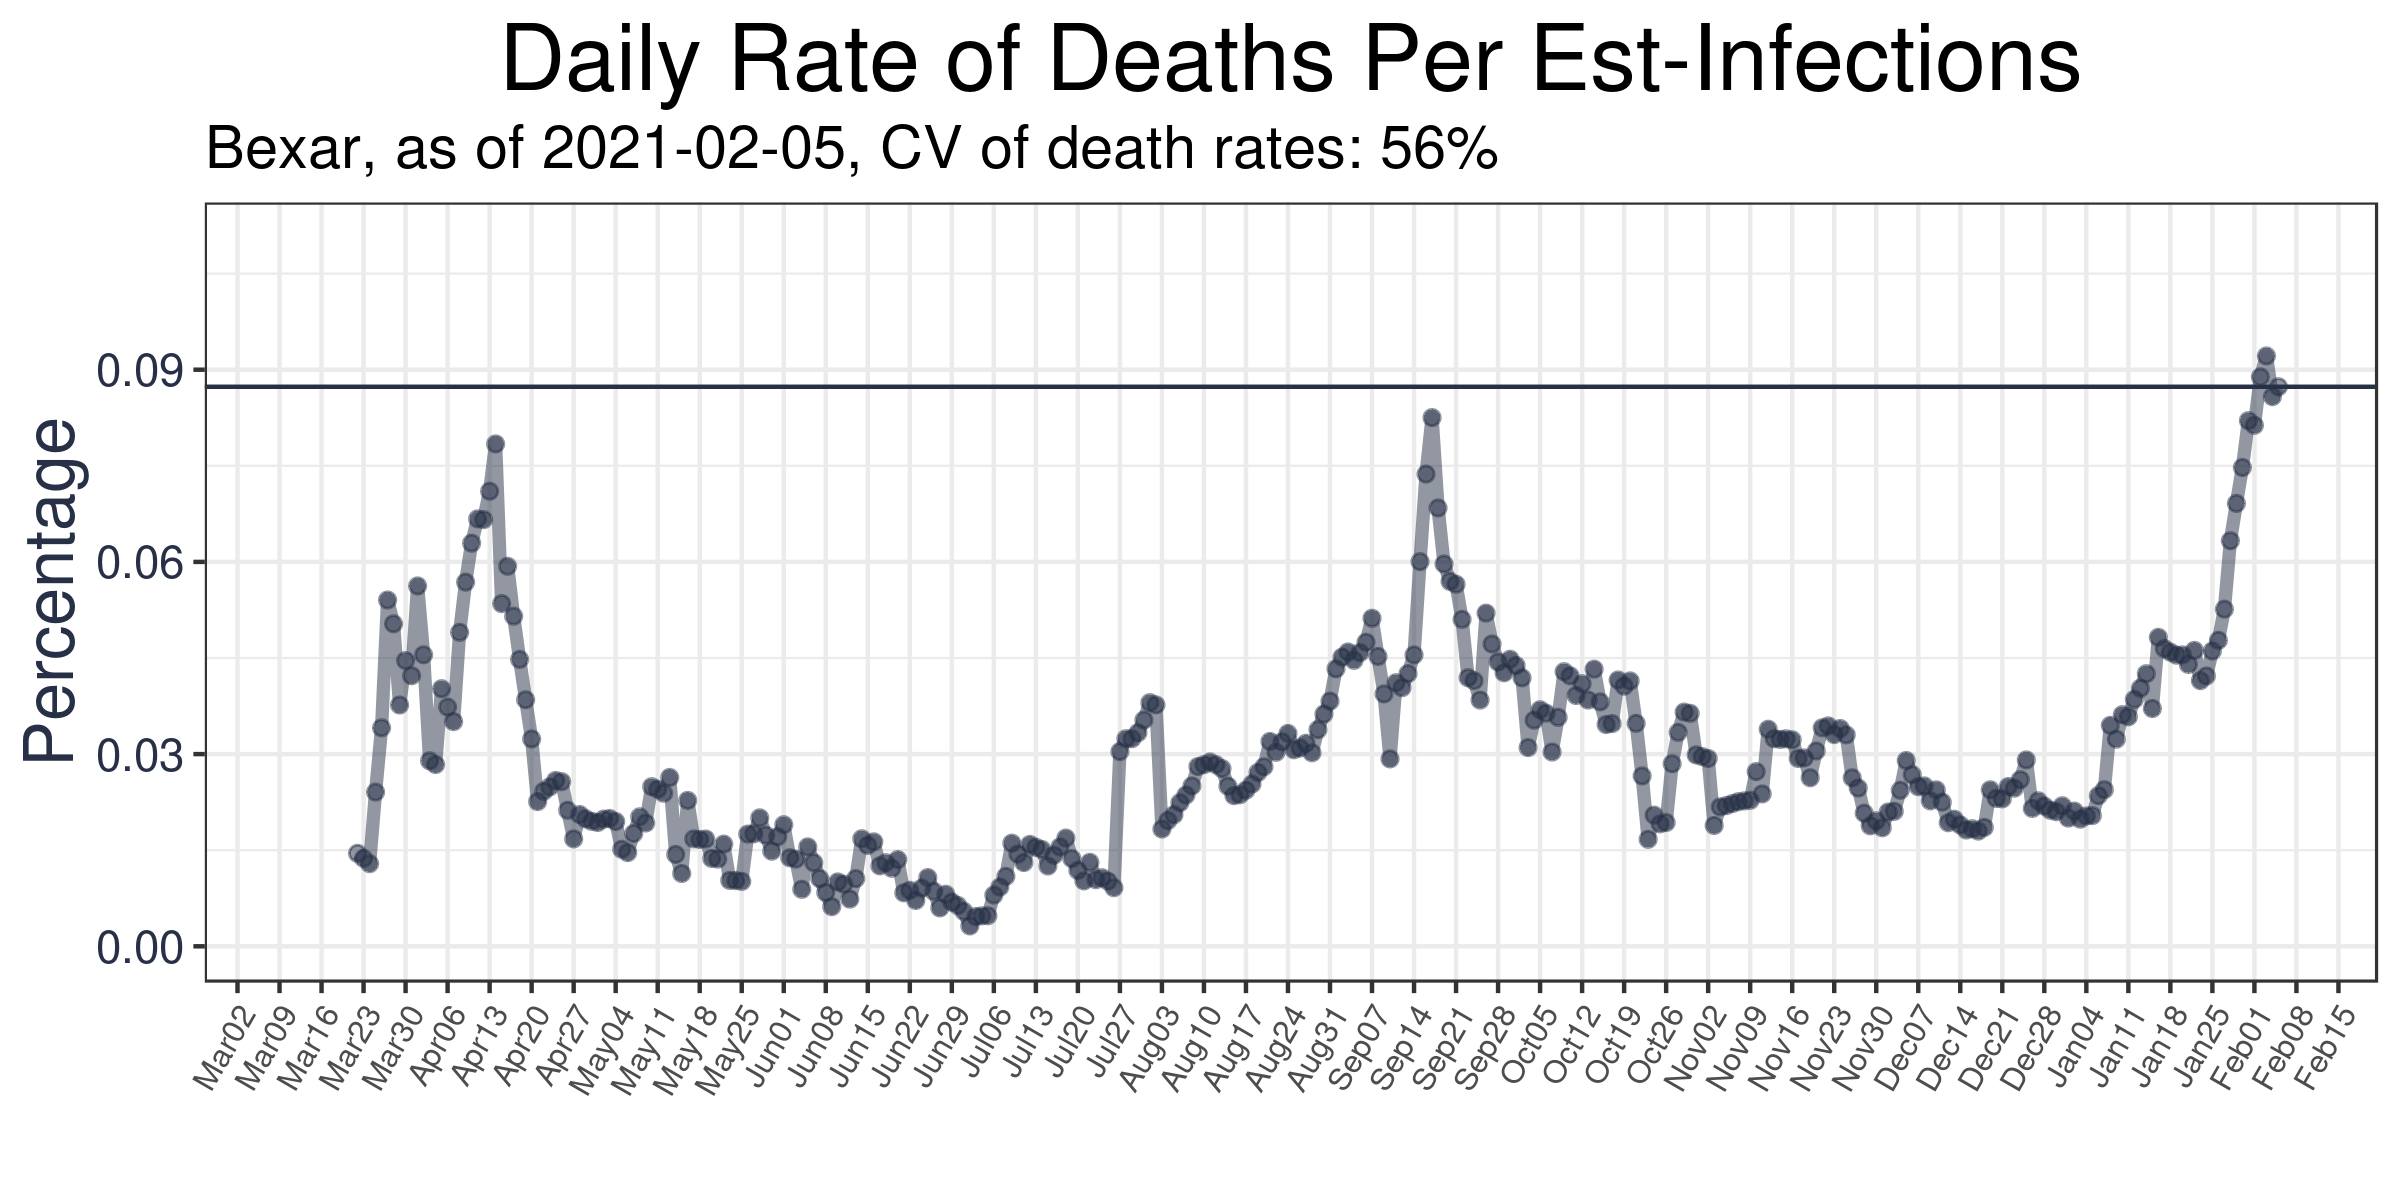 Daily Rate of Deaths Per Est-Infections
Bexar, as of 2021-02-05, CV of death rates: 56%
Percentage
0.09
0.06
0.03
0.00
Mar02
Mar09
Mar16
Mar23
Mar30
Apr06
Apr13
Apr20
Apr27
May04
May11
May18
May25
Jun01
Jun08
Jun15
Jun22
Jun29
Jul06
Jul13
Jul20
Jul27
Aug03
Aug10
Aug17
Aug24
Aug31
Sep07
Sep14
Sep21
Sep28
Oct05
Oct12
Oct19
Oct26
Nov02
Nov09
Nov16
Nov23
Nov30
Dec07
Dec14
Dec21
Dec28
Jan04
Jan11
Jan18
Jan25
Feb01
Feb08
Feb15